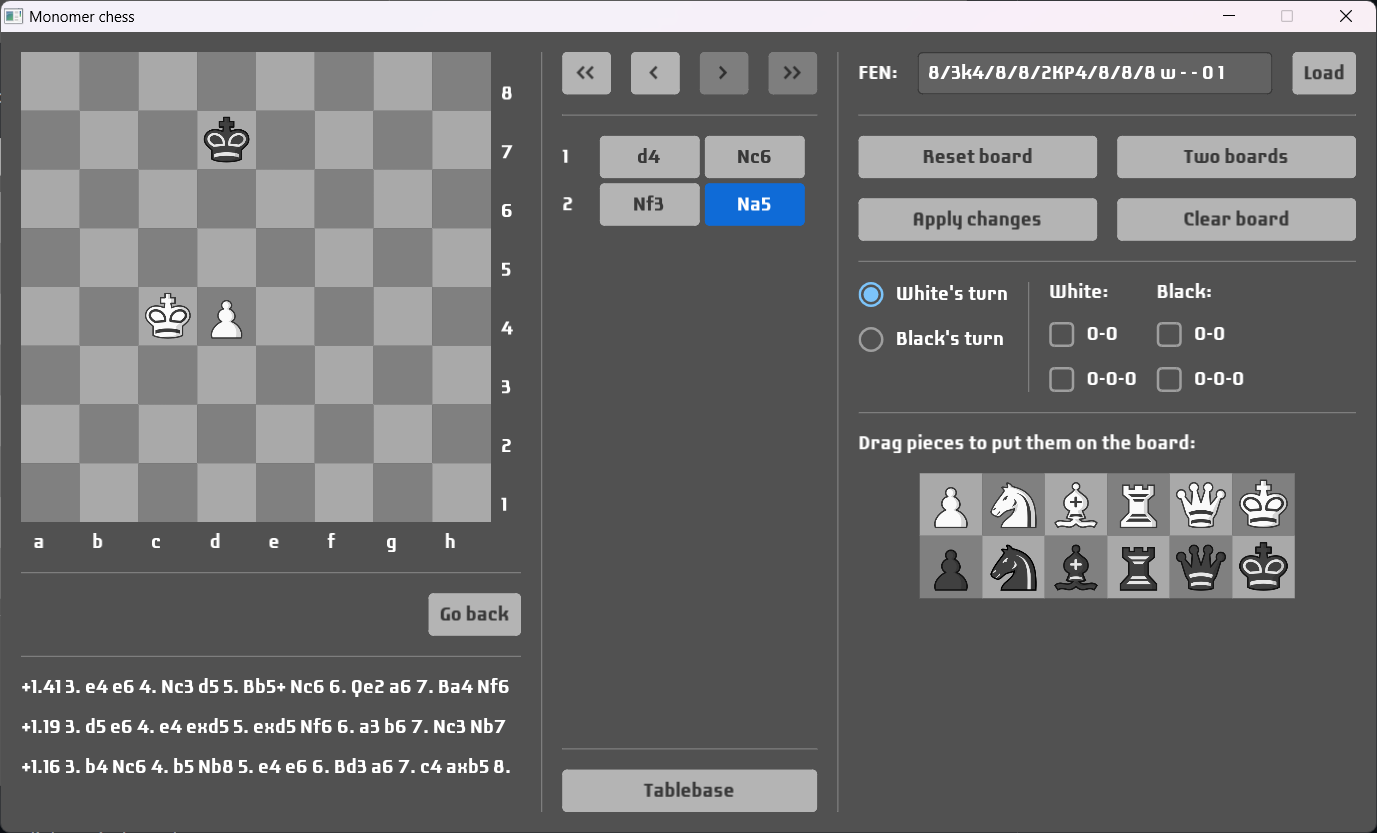 Monomer chess
8
7
6
5
4
3
2
1
a b c d e f g h
Go back
+1.41 3. e4 e6 4. Nc3 d5 5. Bb5+ Nc6 6. Qe2 a6 7. Ba4 Nf6
+1.19 3. d5 e6 4. e4 exd5 5. exd5 Nf6 6. a3 b6 7. Nc3 Nb7
+1.16 3. b4 Nc6 4. b5 Nb8 5. e4 e6 6. Bd3 a6 7. c4 axb5 8.
<< < > >>
1 d4 Nc6
2 Nf3 Na5
Tablebase
FEN: 8/3k4/8/8/2KP4/8/8/8 w - - 0 1 Load
Reset board Two boards
Apply changes Clear board
White's turn
Black's turn
White: Black:
0-0 0-0
0-0-0 0-0-0
Drag pieces to put them on the board: